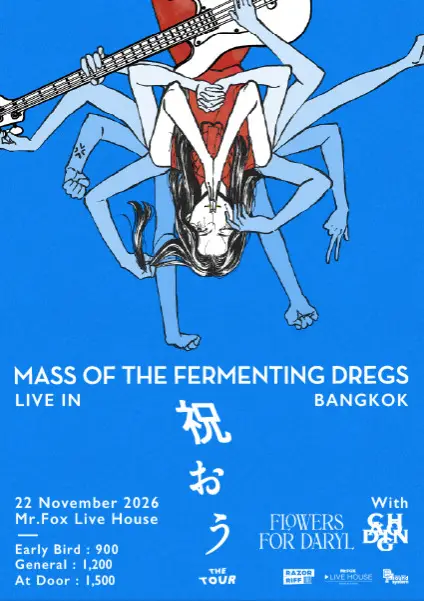 MASS OF THE FERMENTING DREGS
LIVE IN BANGKOK
祝おう
THE TOUR
22 November 2026
Mr.Fox Live House
Early Bird : 900
General : 1,200
At Door : 1,500
With
FLOWERS
FOR DARYL
RAZOR
RIFF
MR.FOX
LIVE HOUSE